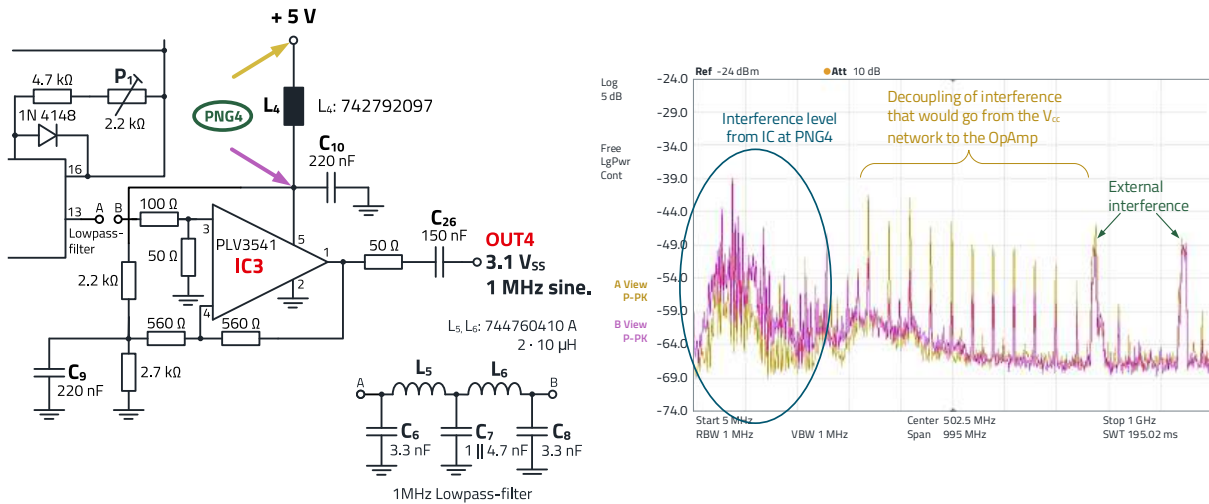 + 5 V
4.7 kΩ
P1
1N 4148
2.2 kΩ
PNG4
L4
L4: 742792097
C10
220 nF
16
13
A
B
Lowpass-
filter
100 Ω
3
50 Ω
PLV3541
IC3
5
1
2
4
50 Ω
C26
150 nF
OUT4
3.1 VSS
1 MHz sine.
2.2 kΩ
560 Ω
560 Ω
C9
220 nF
2.7 kΩ
L5, L6: 744760410 A
2 · 10 µH
A
L5
L6
B
C6
3.3 nF
C7
1 || 4.7 nF
C8
3.3 nF
1MHz Lowpass-filter
Log
5 dB
Ref -24 dBm
Att 10 dB
Free
LgPwr
Cont
A View
P-PK
B View
P-PK
-24.0
-29.0
-34.0
-39.0
-44.0
-49.0
-54.0
-59.0
-64.0
-69.0
-74.0
Interference level
from IC at PNG4
Decoupling of interference
that would go from the Vcc
network to the OpAmp
External
interference
Start 5 MHz
RBW 1 MHz
VBW 1 MHz
Center 502.5 MHz
Span 995 MHz
Stop 1 GHz
SWT 195.02 ms